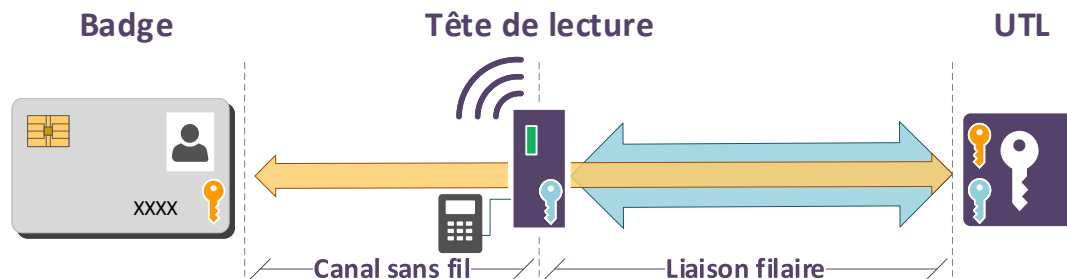 Badge
Tête de lecture
UTL
XXXX
Canal sans fil
Liaison filaire